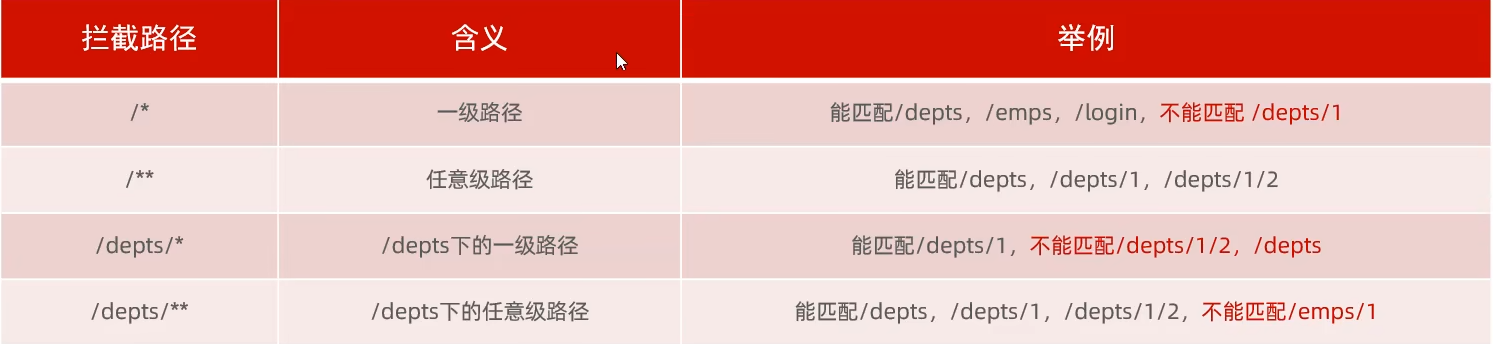 拦截路径 含义 举例
/* 一级路径 能匹配/depts，/emps，/login，不能匹配 /depts/1
/** 任意级路径 能匹配/depts，/depts/1，/depts/1/2
/depts/* /depts下的一级路径 能匹配/depts/1，不能匹配/depts/1/2，/depts
/depts/** /depts下的任意级路径 能匹配/depts，/depts/1，/depts/1/2，不能匹配/emps/1